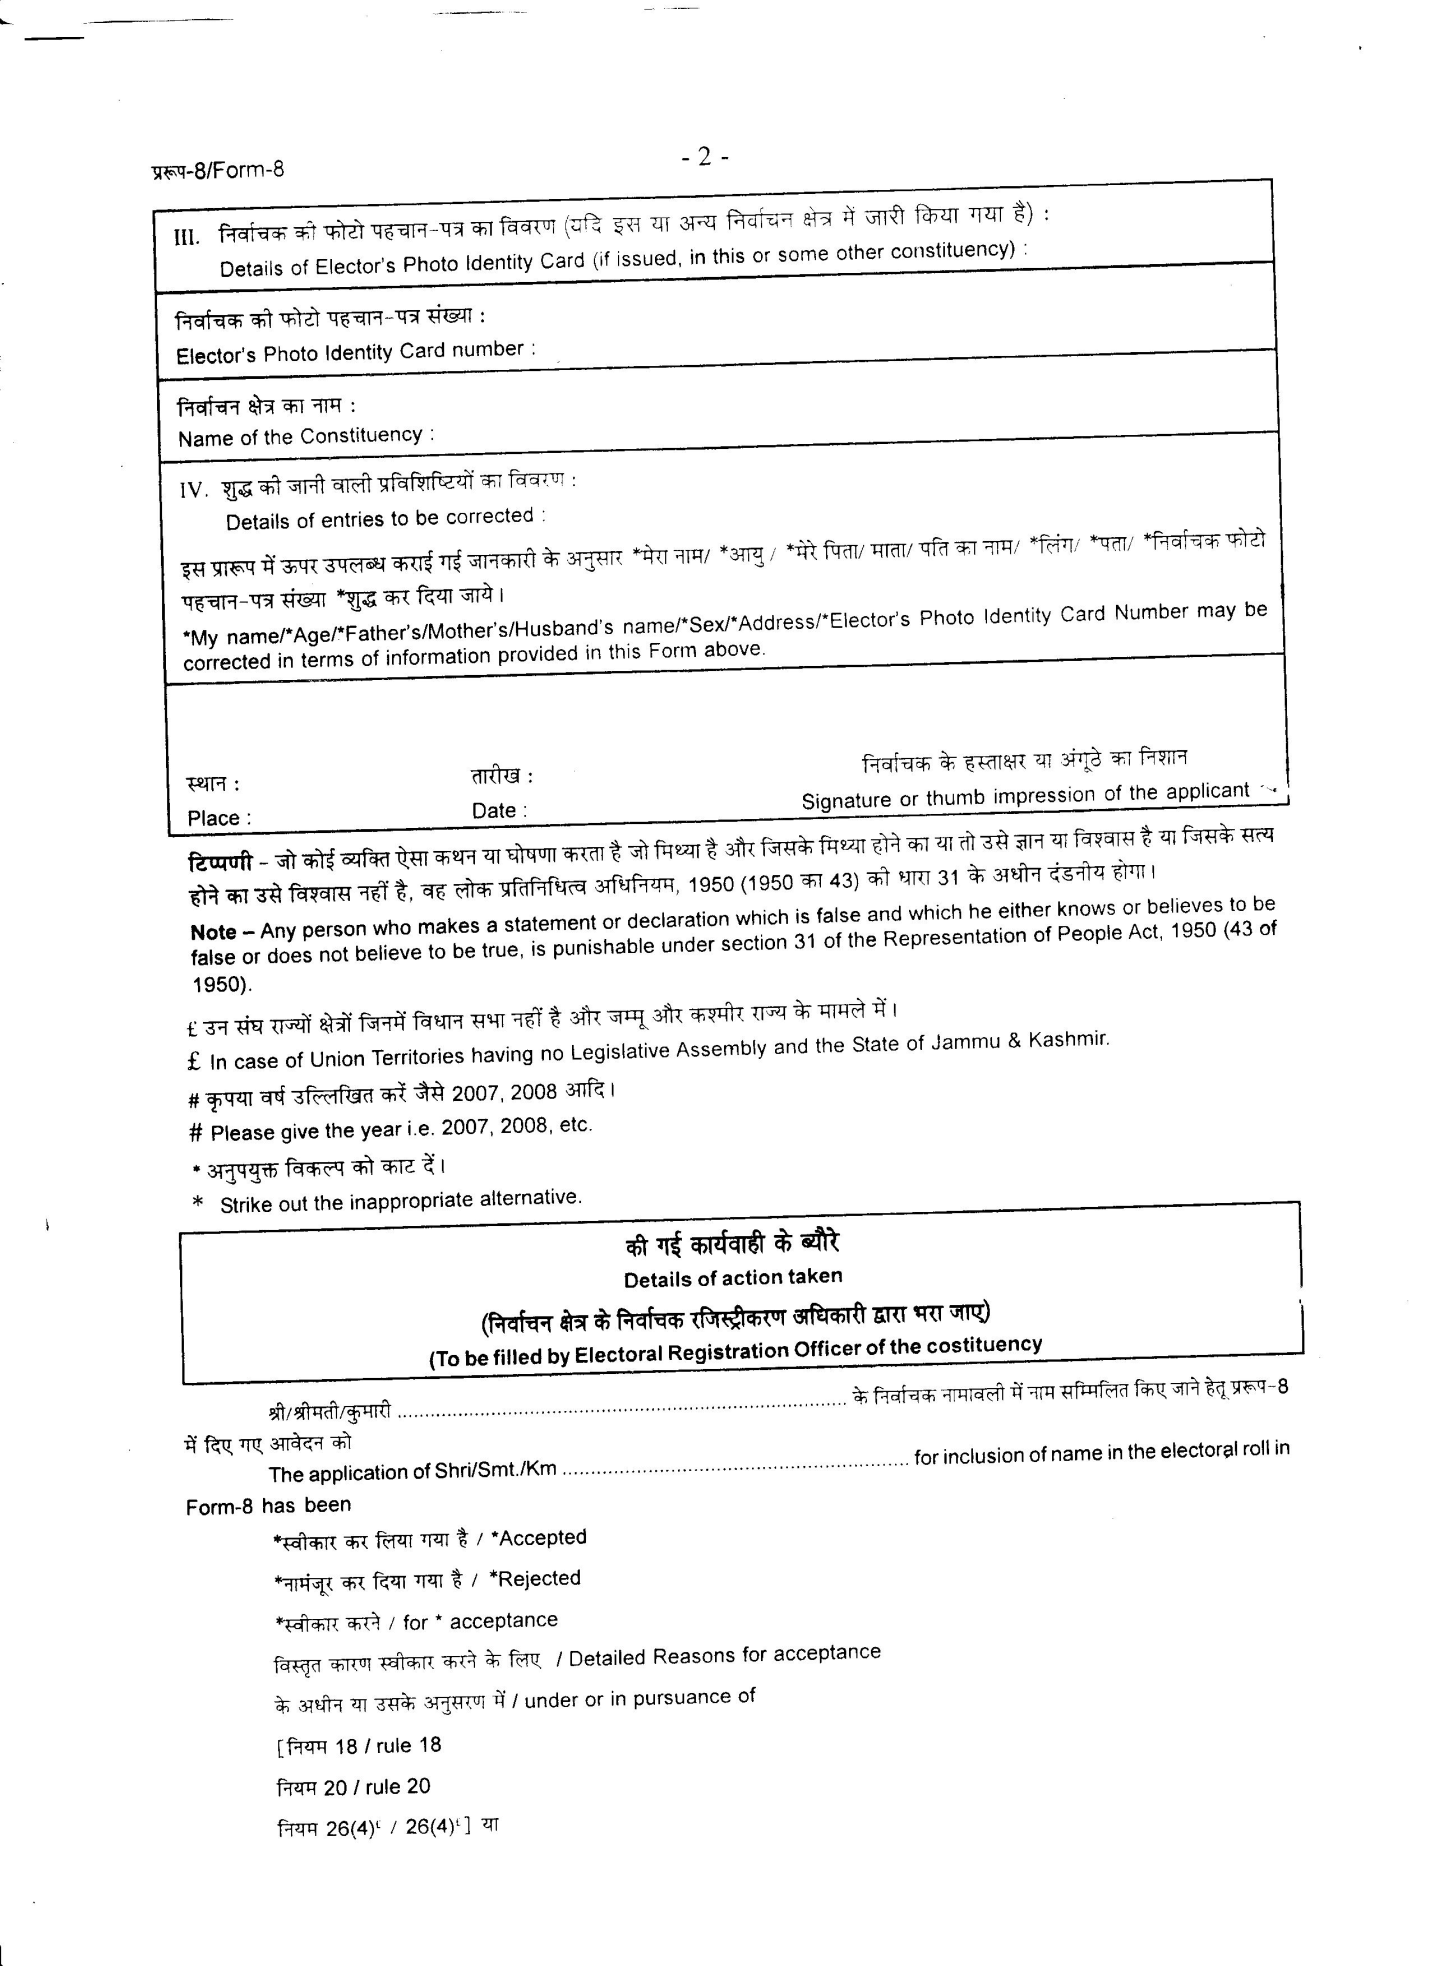 - 2 -
प्ररूप-8/Form-8
III. निर्वाचक की फोटो पहचान-पत्र का विवरण (यदि इस या अन्य निर्वाचन क्षेत्र में जारी किया गया है) :
Details of Elector's Photo Identity Card (if issued, in this or some other constituency) :
निर्वाचक की फोटो पहचान-पत्र संख्या :
Elector's Photo Identity Card number :
निर्वाचन क्षेत्र का नाम :
Name of the Constituency :
IV. शुद्ध की जानी वाली प्रविशिष्टियों का विवरण :
Details of entries to be corrected :
इस प्रारूप में ऊपर उपलब्ध कराई गई जानकारी के अनुसार *मेरा नाम/ *आयु / *मेरे पिता/ माता/ पति का नाम/ *लिंग/ *पता/ *निर्वाचक फोटो
पहचान-पत्र संख्या *शुद्ध कर दिया जाये।
*My name/*Age/*Father's/Mother's/Husband's name/*Sex/*Address/*Elector's Photo Identity Card Number may be
corrected in terms of information provided in this Form above.
स्थान : तारीख : निर्वाचक के हस्ताक्षर या अंगूठे का निशान
Place : Date : Signature or thumb impression of the applicant
टिप्पणी – जो कोई व्यक्ति ऐसा कथन या घोषणा करता है जो मिथ्या है और जिसके मिथ्या होने का या तो उसे ज्ञान या विश्वास है या जिसके सत्य
होने का उसे विश्वास नहीं है, वह लोक प्रतिनिधित्व अधिनियम, 1950 (1950 का 43) की धारा 31 के अधीन दंडनीय होगा।
Note – Any person who makes a statement or declaration which is false and which he either knows or believes to be
false or does not believe to be true, is punishable under section 31 of the Representation of People Act, 1950 (43 of
1950).
£ उन संघ राज्यों क्षेत्रों जिनमें विधान सभा नहीं है और जम्मू और कश्मीर राज्य के मामले में।
£ In case of Union Territories having no Legislative Assembly and the State of Jammu & Kashmir.
# कृपया वर्ष उल्लिखित करें जैसे 2007, 2008 आदि।
# Please give the year i.e. 2007, 2008, etc.
* अनुपयुक्त विकल्प को काट दें।
* Strike out the inappropriate alternative.
की गई कार्यवाही के ब्यौरे
Details of action taken
(निर्वाचन क्षेत्र के निर्वाचक रजिस्ट्रीकरण अधिकारी द्वारा भरा जाए)
(To be filled by Electoral Registration Officer of the costituency
श्री/श्रीमती/कुमारी .................................................................................. के निर्वाचक नामावली में नाम सम्मिलित किए जाने हेतू प्ररूप-8
में दिए गए आवेदन को
The application of Shri/Smt./Km ............................................................... for inclusion of name in the electoral roll in
Form-8 has been
*स्वीकार कर लिया गया है / *Accepted
*नामंजूर कर दिया गया है / *Rejected
*स्वीकार करने / for * acceptance
विस्तृत कारण स्वीकार करने के लिए / Detailed Reasons for acceptance
के अधीन या उसके अनुसरण में / under or in pursuance of
[नियम 18 / rule 18
नियम 20 / rule 20
नियम 26(4)£ / 26(4)£] या